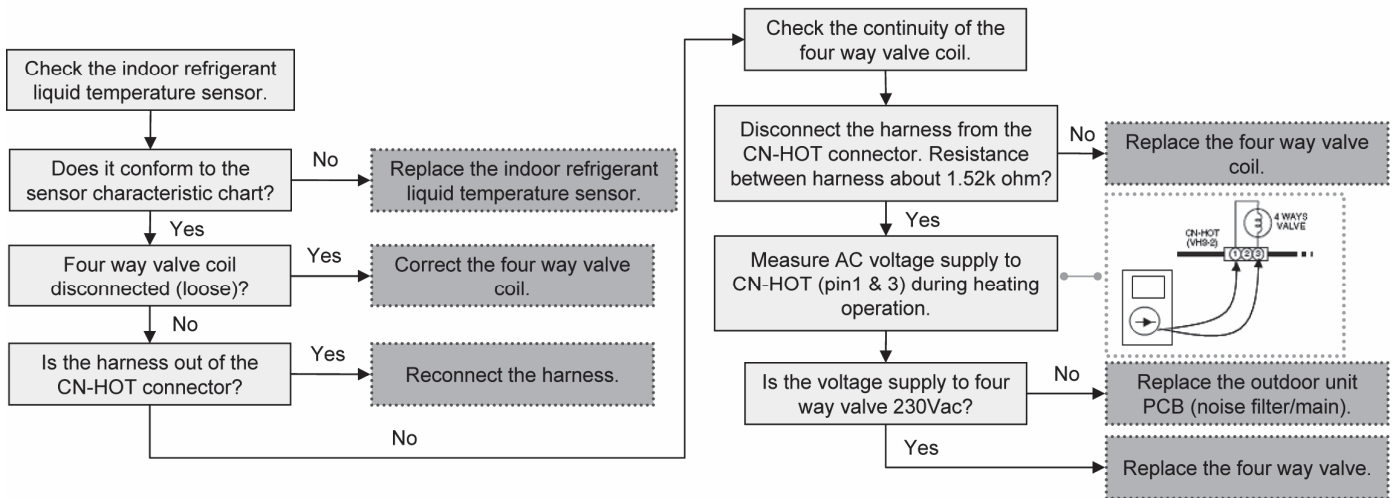 Check the indoor refrigerant
liquid temperature sensor.
Does it conform to the
sensor characteristic chart?
No
Replace the indoor refrigerant
liquid temperature sensor.
Yes
Four way valve coil
disconnected (loose)?
Yes
Correct the four way valve
coil.
No
Is the harness out of the
CN-HOT connector?
Yes
Reconnect the harness.
No
Check the continuity of the
four way valve coil.
Disconnect the harness from the
CN-HOT connector. Resistance
between harness about 1.52k ohm?
No
Replace the four way valve
coil.
Yes
Measure AC voltage supply to
CN-HOT (pin1 & 3) during heating
operation.
4 WAYS
VALVE
CN-HOT
(VH3-2)
1 2 3
Is the voltage supply to four
way valve 230Vac?
No
Replace the outdoor unit
PCB (noise filter/main).
Yes
Replace the four way valve.